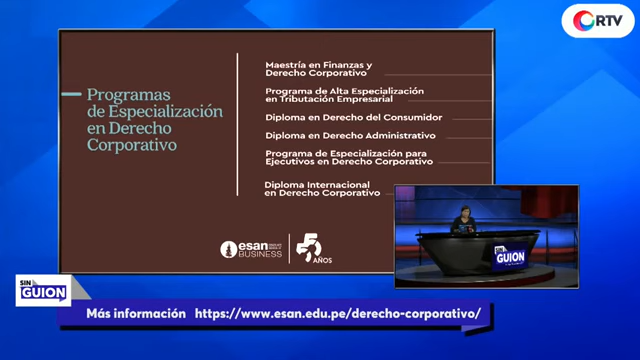 RTV
Programas
de Especialización
en Derecho
Corporativo
Maestría en Finanzas y
Derecho Corporativo
Programa de Alta Especialización
en Tributación Empresarial
Diploma en Derecho del Consumidor
Diploma en Derecho Administrativo
Programa de Especialización para
Ejecutivos en Derecho Corporativo
Diploma Internacional
en Derecho Corporativo
esan
BUSINESS
AÑOS
SIN
GUION
SIN
GUION
Más información https://www.esan.edu.pe/derecho-corporativo/